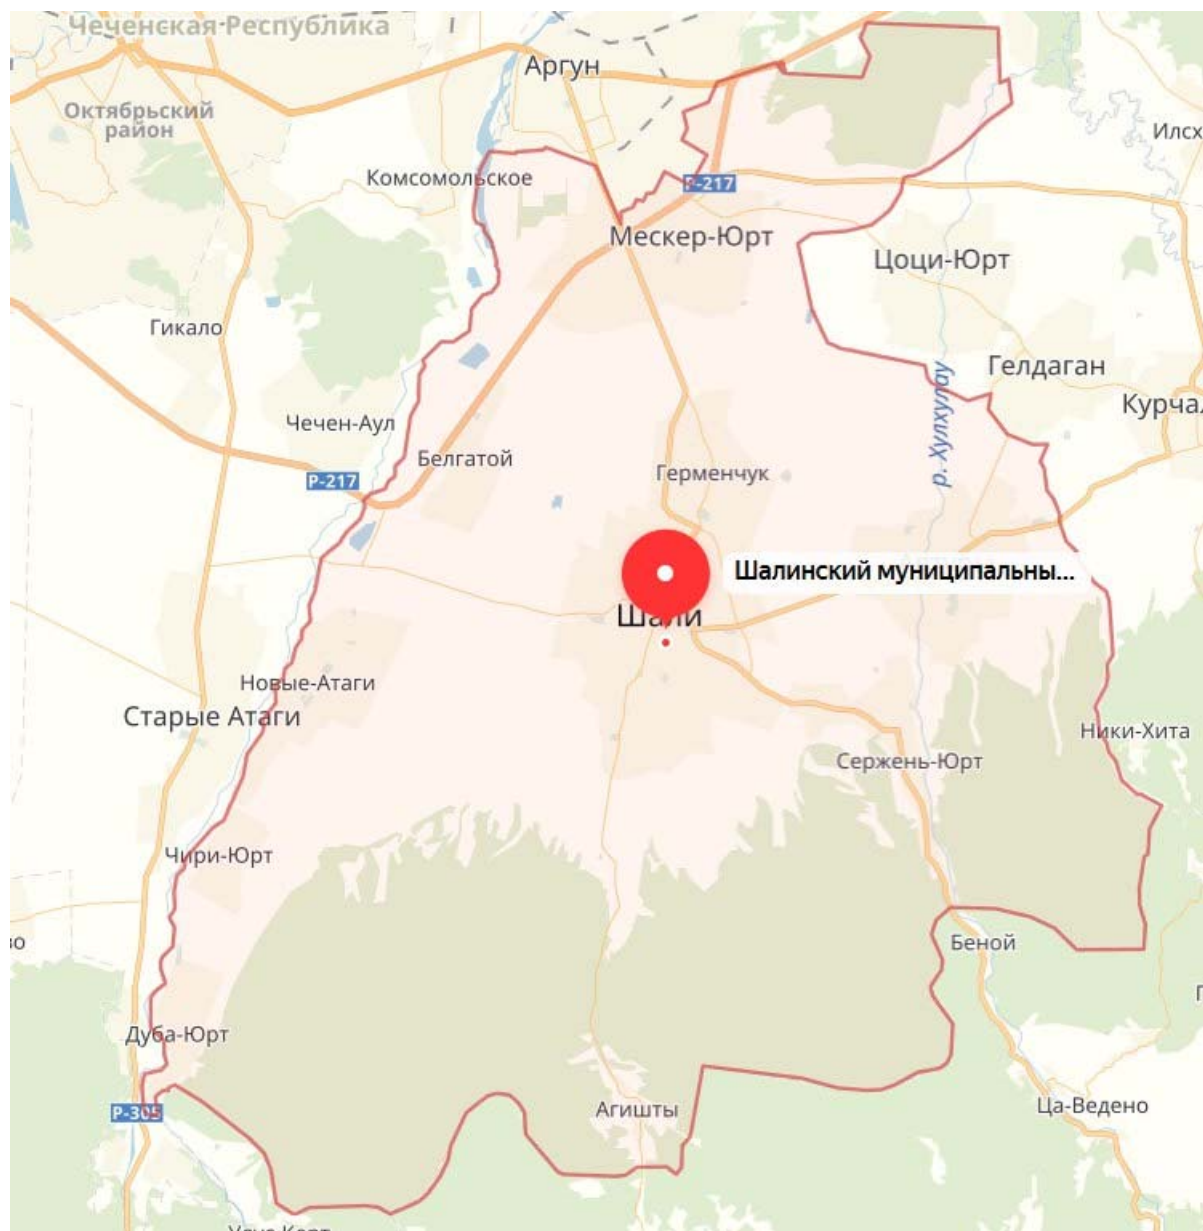 Чеченская Республика
Аргун
Октябрьский
район
Илсх
Комсомольское
Р-217
Мескер-Юрт
Цоци-Юрт
Гикало
Гелдаган
р. Хулхулау
Курча
Чечен-Аул
Белгатой
Герменчук
Р-217
Шалинский муниципальны...
Шали
Новые-Атаги
Старые Атаги
Ники-Хита
Сержень-Юрт
Чири-Юрт
Беной
Дуба-Юрт
Р-305
Агишты
Ца-Ведено